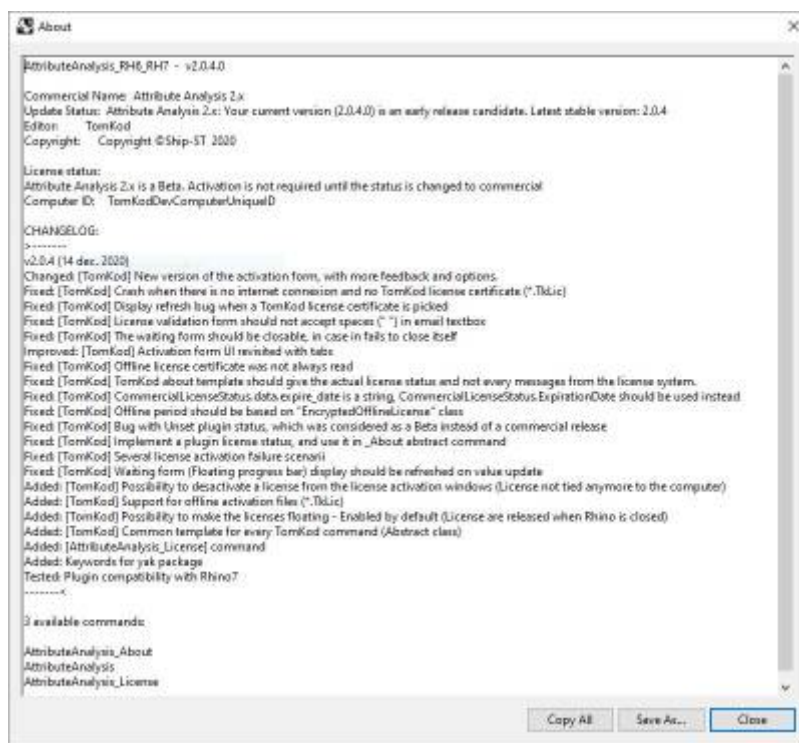 About
AttributeAnalysis_RH6_RH7 - v2.0.4.0
Commercial Name: Attribute Analysis 2.x
Update Status: Attribute Analysis 2.x: Your current version (2.0.4.0) is an early release candidate. Latest stable version: 2.0.4
Editor: TomKod
Copyright: Copyright ©Ship-ST 2020
License status:
Attribute Analysis 2.x is a Beta. Activation is not required until the status is changed to commercial
Computer ID: TomKodDevComputerUniqueID
CHANGELOG:
>-------
v2.0.4 (14 dec. 2020)
Changed: [TomKod] New version of the activation form, with more feedback and options.
Fixed: [TomKod] Crash when there is no internet connexion and no TomKod license certificate (*.TkLic)
Fixed: [TomKod] Display refresh bug when a TomKod license certificate is picked
Fixed: [TomKod] License validation form should not accept spaces (" ") in email textbox
Fixed: [TomKod] The waiting form should be closable, in case in fails to close itself
Improved: [TomKod] Activation form UI revisited with tabs
Fixed: [TomKod] Offline license certificate was not always read
Fixed: [TomKod] TomKod about template should give the actual license status and not every messages from the license system.
Fixed: [TomKod] CommercialLicenseStatus.data.expire_date is a string, CommercialLicenseStatus.ExpirationDate should be used instead
Fixed: [TomKod] Offline period should be based on "EncryptedOfflineLicense" class
Fixed: [TomKod] Bug with Unset plugin status, which was considered as a Beta instead of a commercial release
Fixed: [TomKod] Implement a plugin license status, and use it in _About abstract command
Fixed: [TomKod] Several license activation failure scenarii
Fixed: [TomKod] Waiting form (Floating progress bar) display should be refreshed on value update
Added: [TomKod] Possibility to desactivate a license from the license activation windows (License not tied anymore to the computer)
Added: [TomKod] Support for offline activation files (*.TkLic)
Added: [TomKod] Possibility to make the licenses floating - Enabled by default (License are released when Rhino is closed)
Added: [TomKod] Common template for every TomKod command (Abstract class)
Added: [AttributeAnalysis_License] command
Added: Keywords for yak package
Tested: Plugin compatibility with Rhino7
-------<
3 available commands:
AttributeAnalysis_About
AttributeAnalysis
AttributeAnalysis_License
Copy All Save As... Close